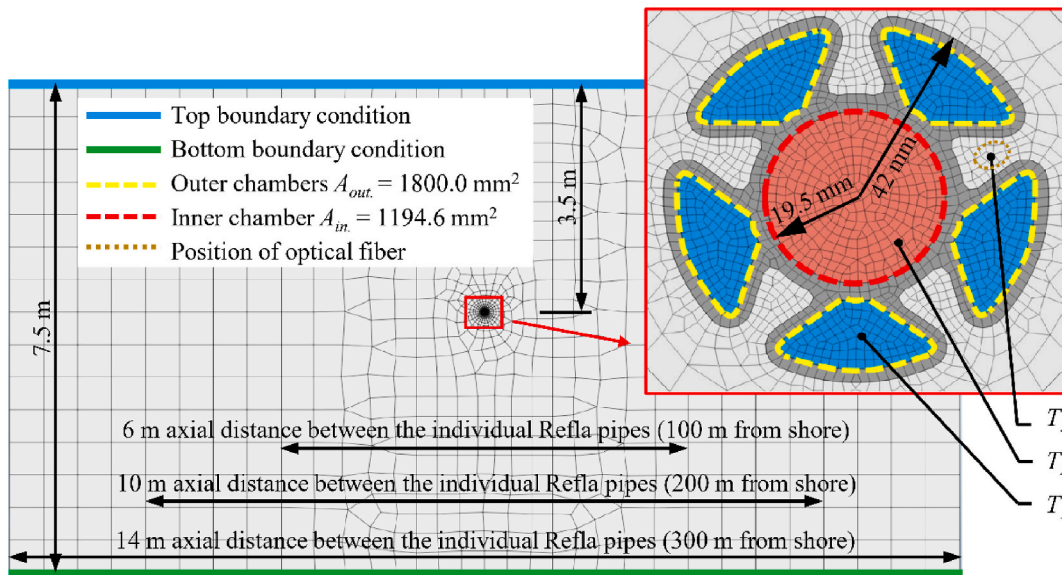 Top boundary condition
Bottom boundary condition
Outer chambers A_out. = 1800.0 mm²
Inner chamber A_in. = 1194.6 mm²
Position of optical fiber
7.5 m
3.5 m
19.5 mm
42 mm
6 m axial distance between the individual Refla pipes (100 m from shore)
10 m axial distance between the individual Refla pipes (200 m from shore)
14 m axial distance between the individual Refla pipes (300 m from shore)
T
T
T